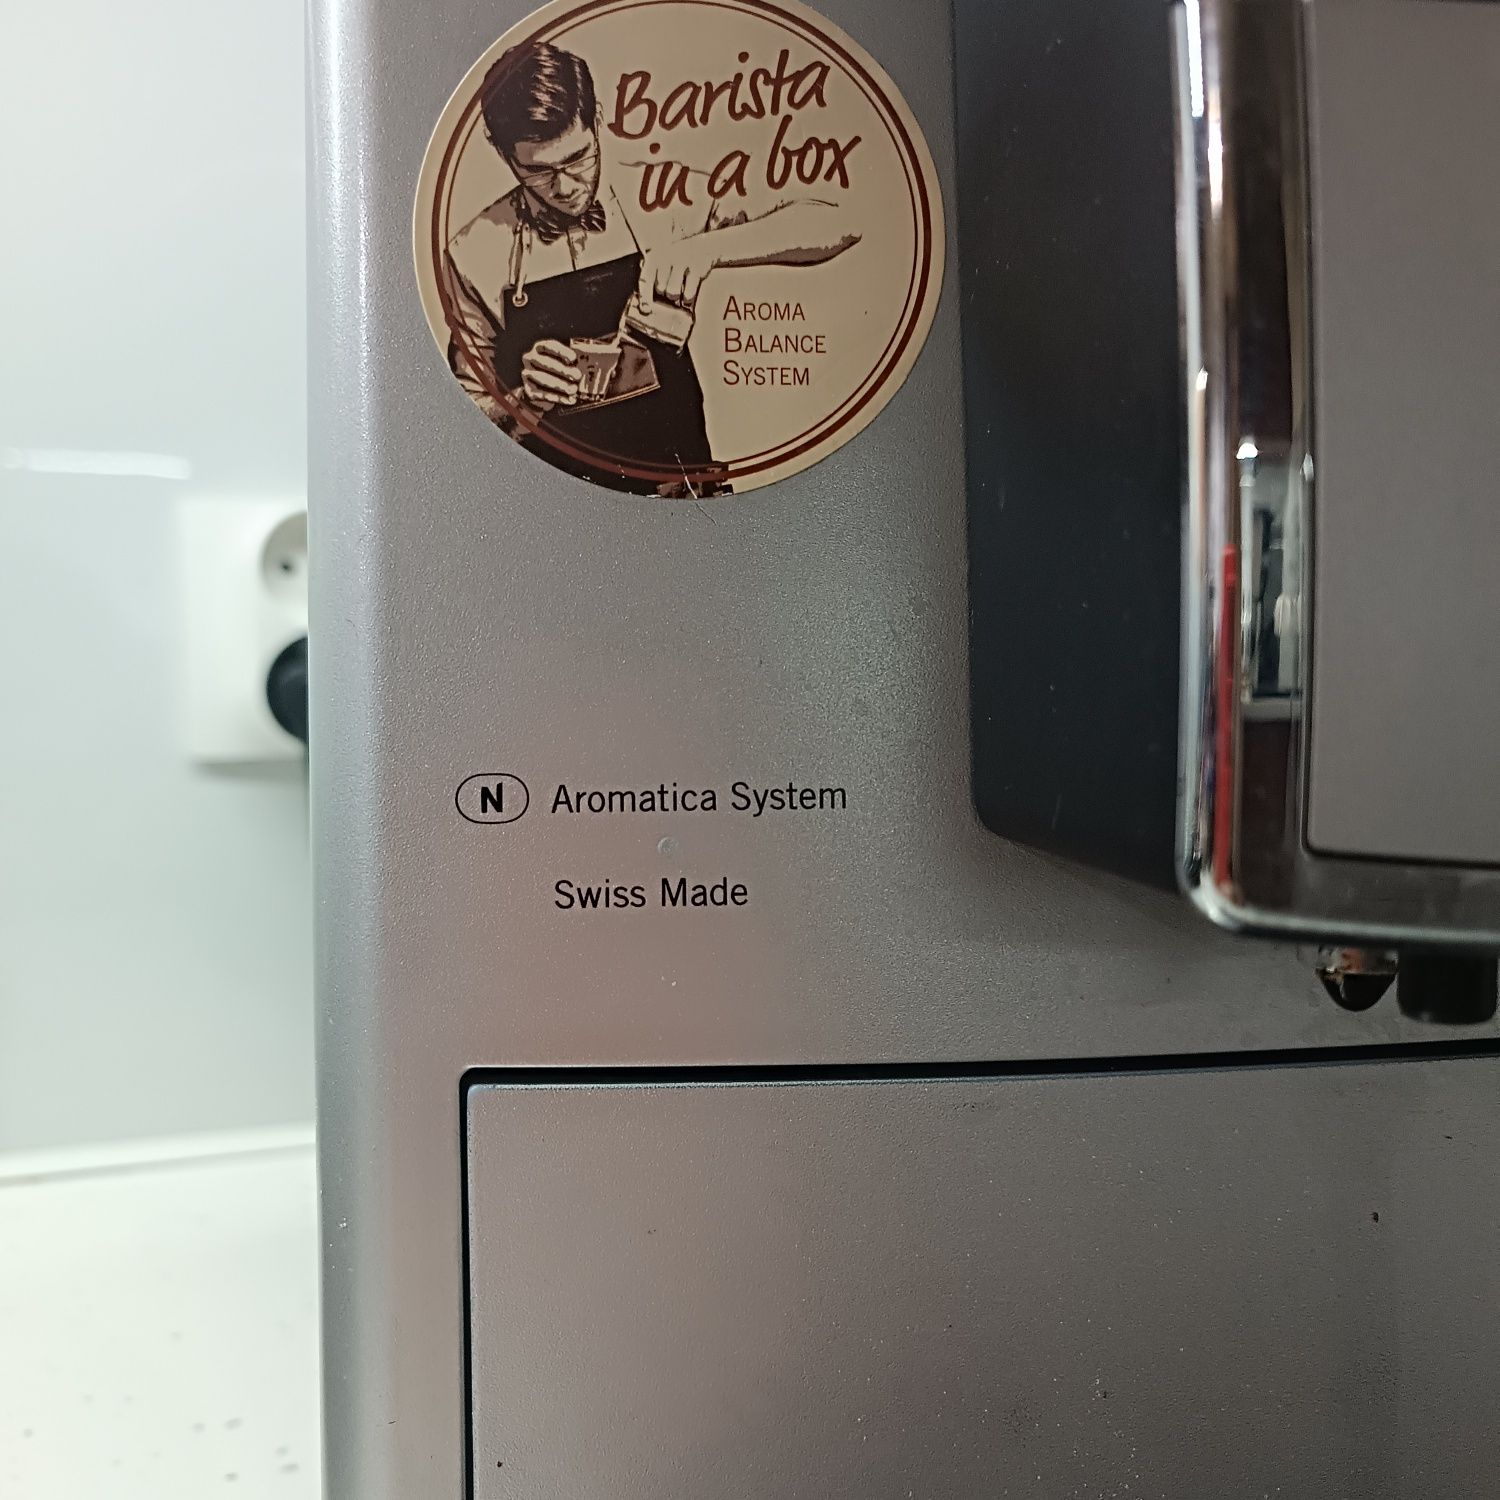 Barista
in a box
AROMA
BALANCE
SYSTEM
N Aromatica System
Swiss Made